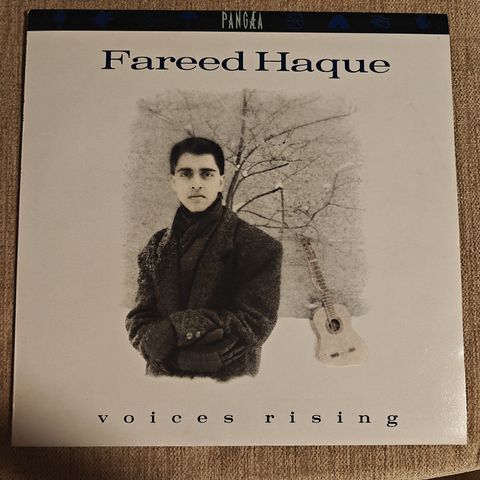 PANGÆA
Fareed Haque
voices rising